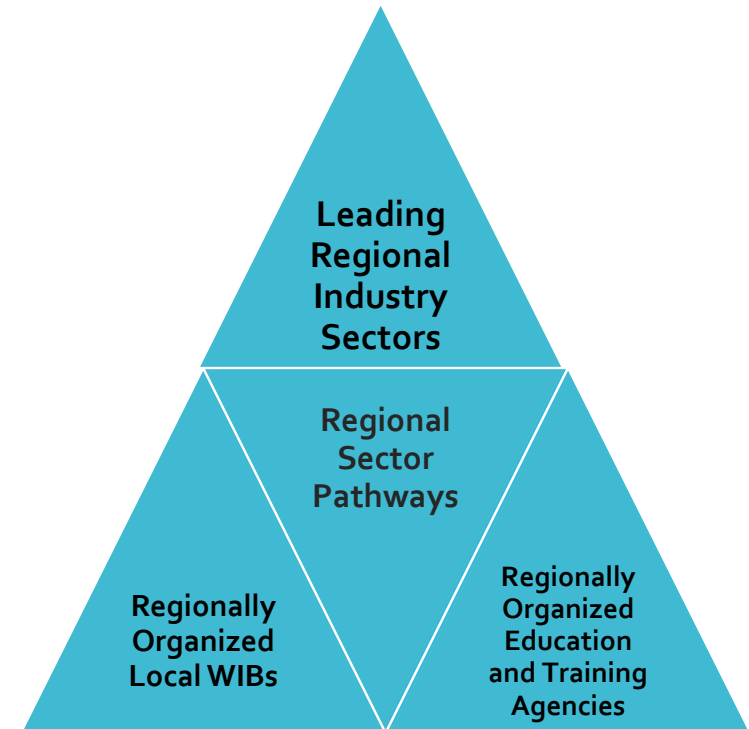 Leading
Regional
Industry
Sectors
Regional
Sector
Pathways
Regionally
Organized
Local WIBs
Regionally
Organized
Education
and Training
Agencies